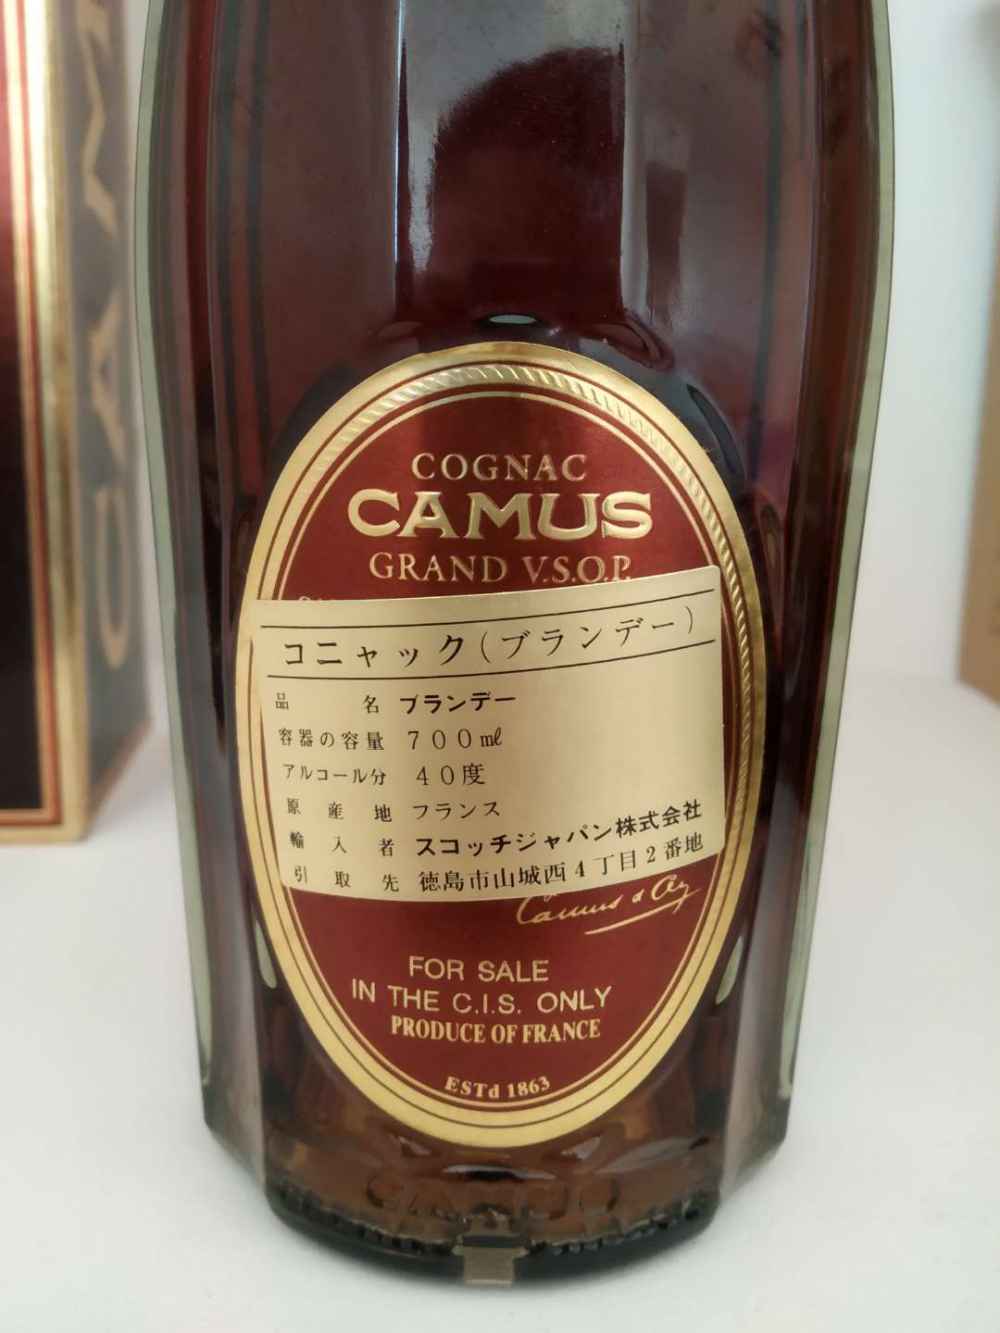 COGNAC
CAMUS
GRAND V.S.O.P.
コニャック(ブランデー)
品名 ブランデー
容器の容量 700㎖
アルコール分 40度
原産地 フランス
輸入者 スコッチジャパン株式会社
引取先 徳島市山城西4丁目2番地
FOR SALE
IN THE C.I.S. ONLY
PRODUCE OF FRANCE
ESTd 1863